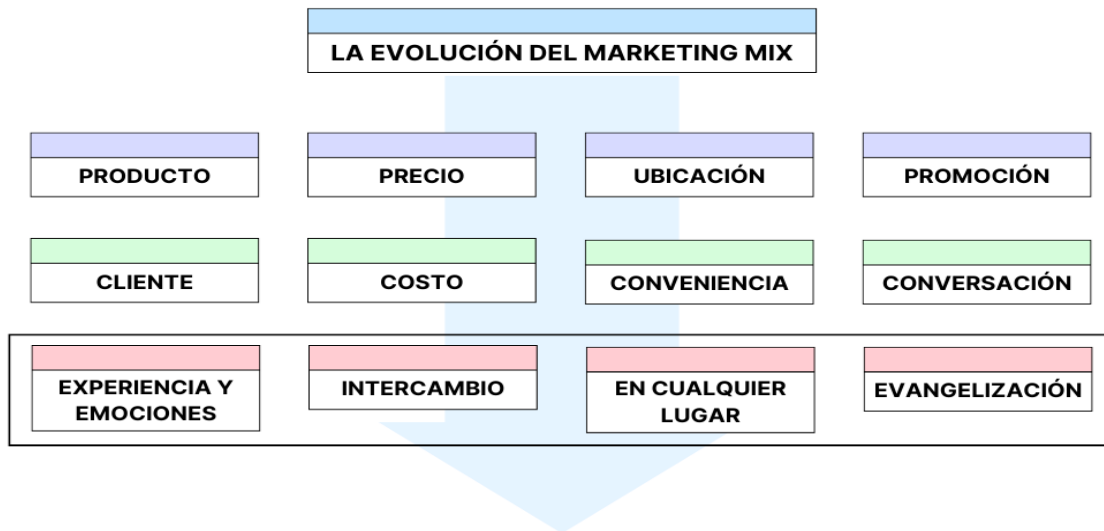 LA EVOLUCIÓN DEL MARKETING MIX
PRODUCTO
PRECIO
UBICACIÓN
PROMOCIÓN
CLIENTE
COSTO
CONVENIENCIA
CONVERSACIÓN
EXPERIENCIA Y
EMOCIONES
INTERCAMBIO
EN CUALQUIER
LUGAR
EVANGELIZACIÓN